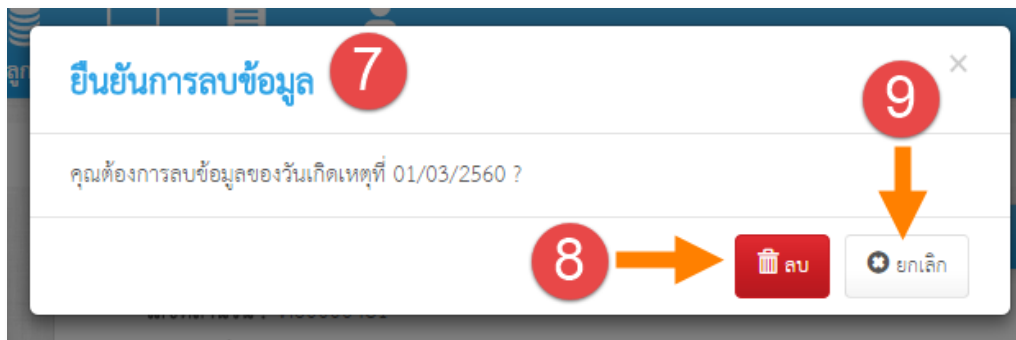 ลูก
ยืนยันการลบข้อมูล 7
×
9
คุณต้องการลบข้อมูลของวันเกิดเหตุที่ 01/03/2560 ?
8
ลบ
ยกเลิก